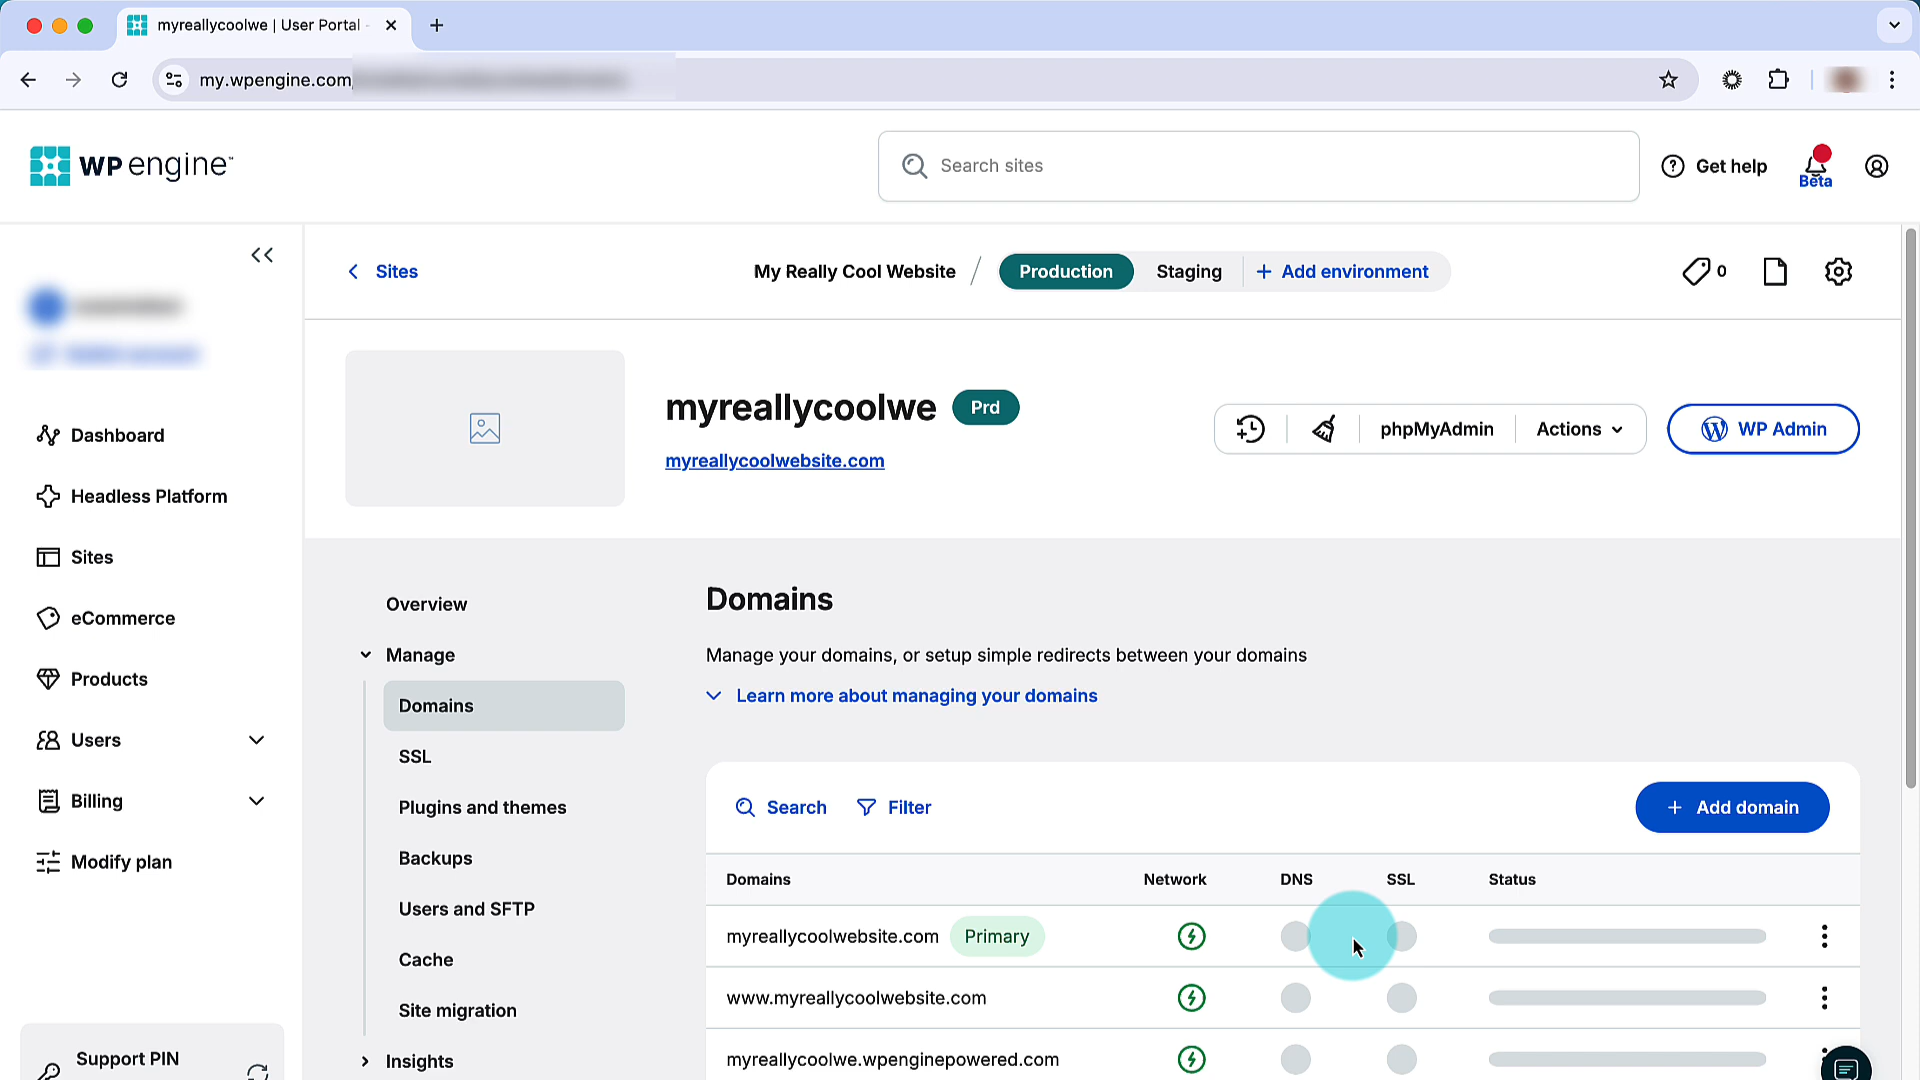 myreallycoolwe | User Portal -
my.wpengine.com
WP engine™
Search sites
Get help
Beta
Sites
My Really Cool Website / Production Staging + Add environment
0
myreallycoolwe Prd
myreallycoolwebsite.com
phpMyAdmin
Actions
WP Admin
Dashboard
Headless Platform
Sites
eCommerce
Products
Users
Billing
Modify plan
Support PIN
Overview
Manage
Domains
SSL
Plugins and themes
Backups
Users and SFTP
Cache
Site migration
Insights
Domains
Manage your domains, or setup simple redirects between your domains
Learn more about managing your domains
Search Filter + Add domain
Domains Network DNS SSL Status
myreallycoolwebsite.com Primary
www.myreallycoolwebsite.com
myreallycoolwe.wpenginepowered.com